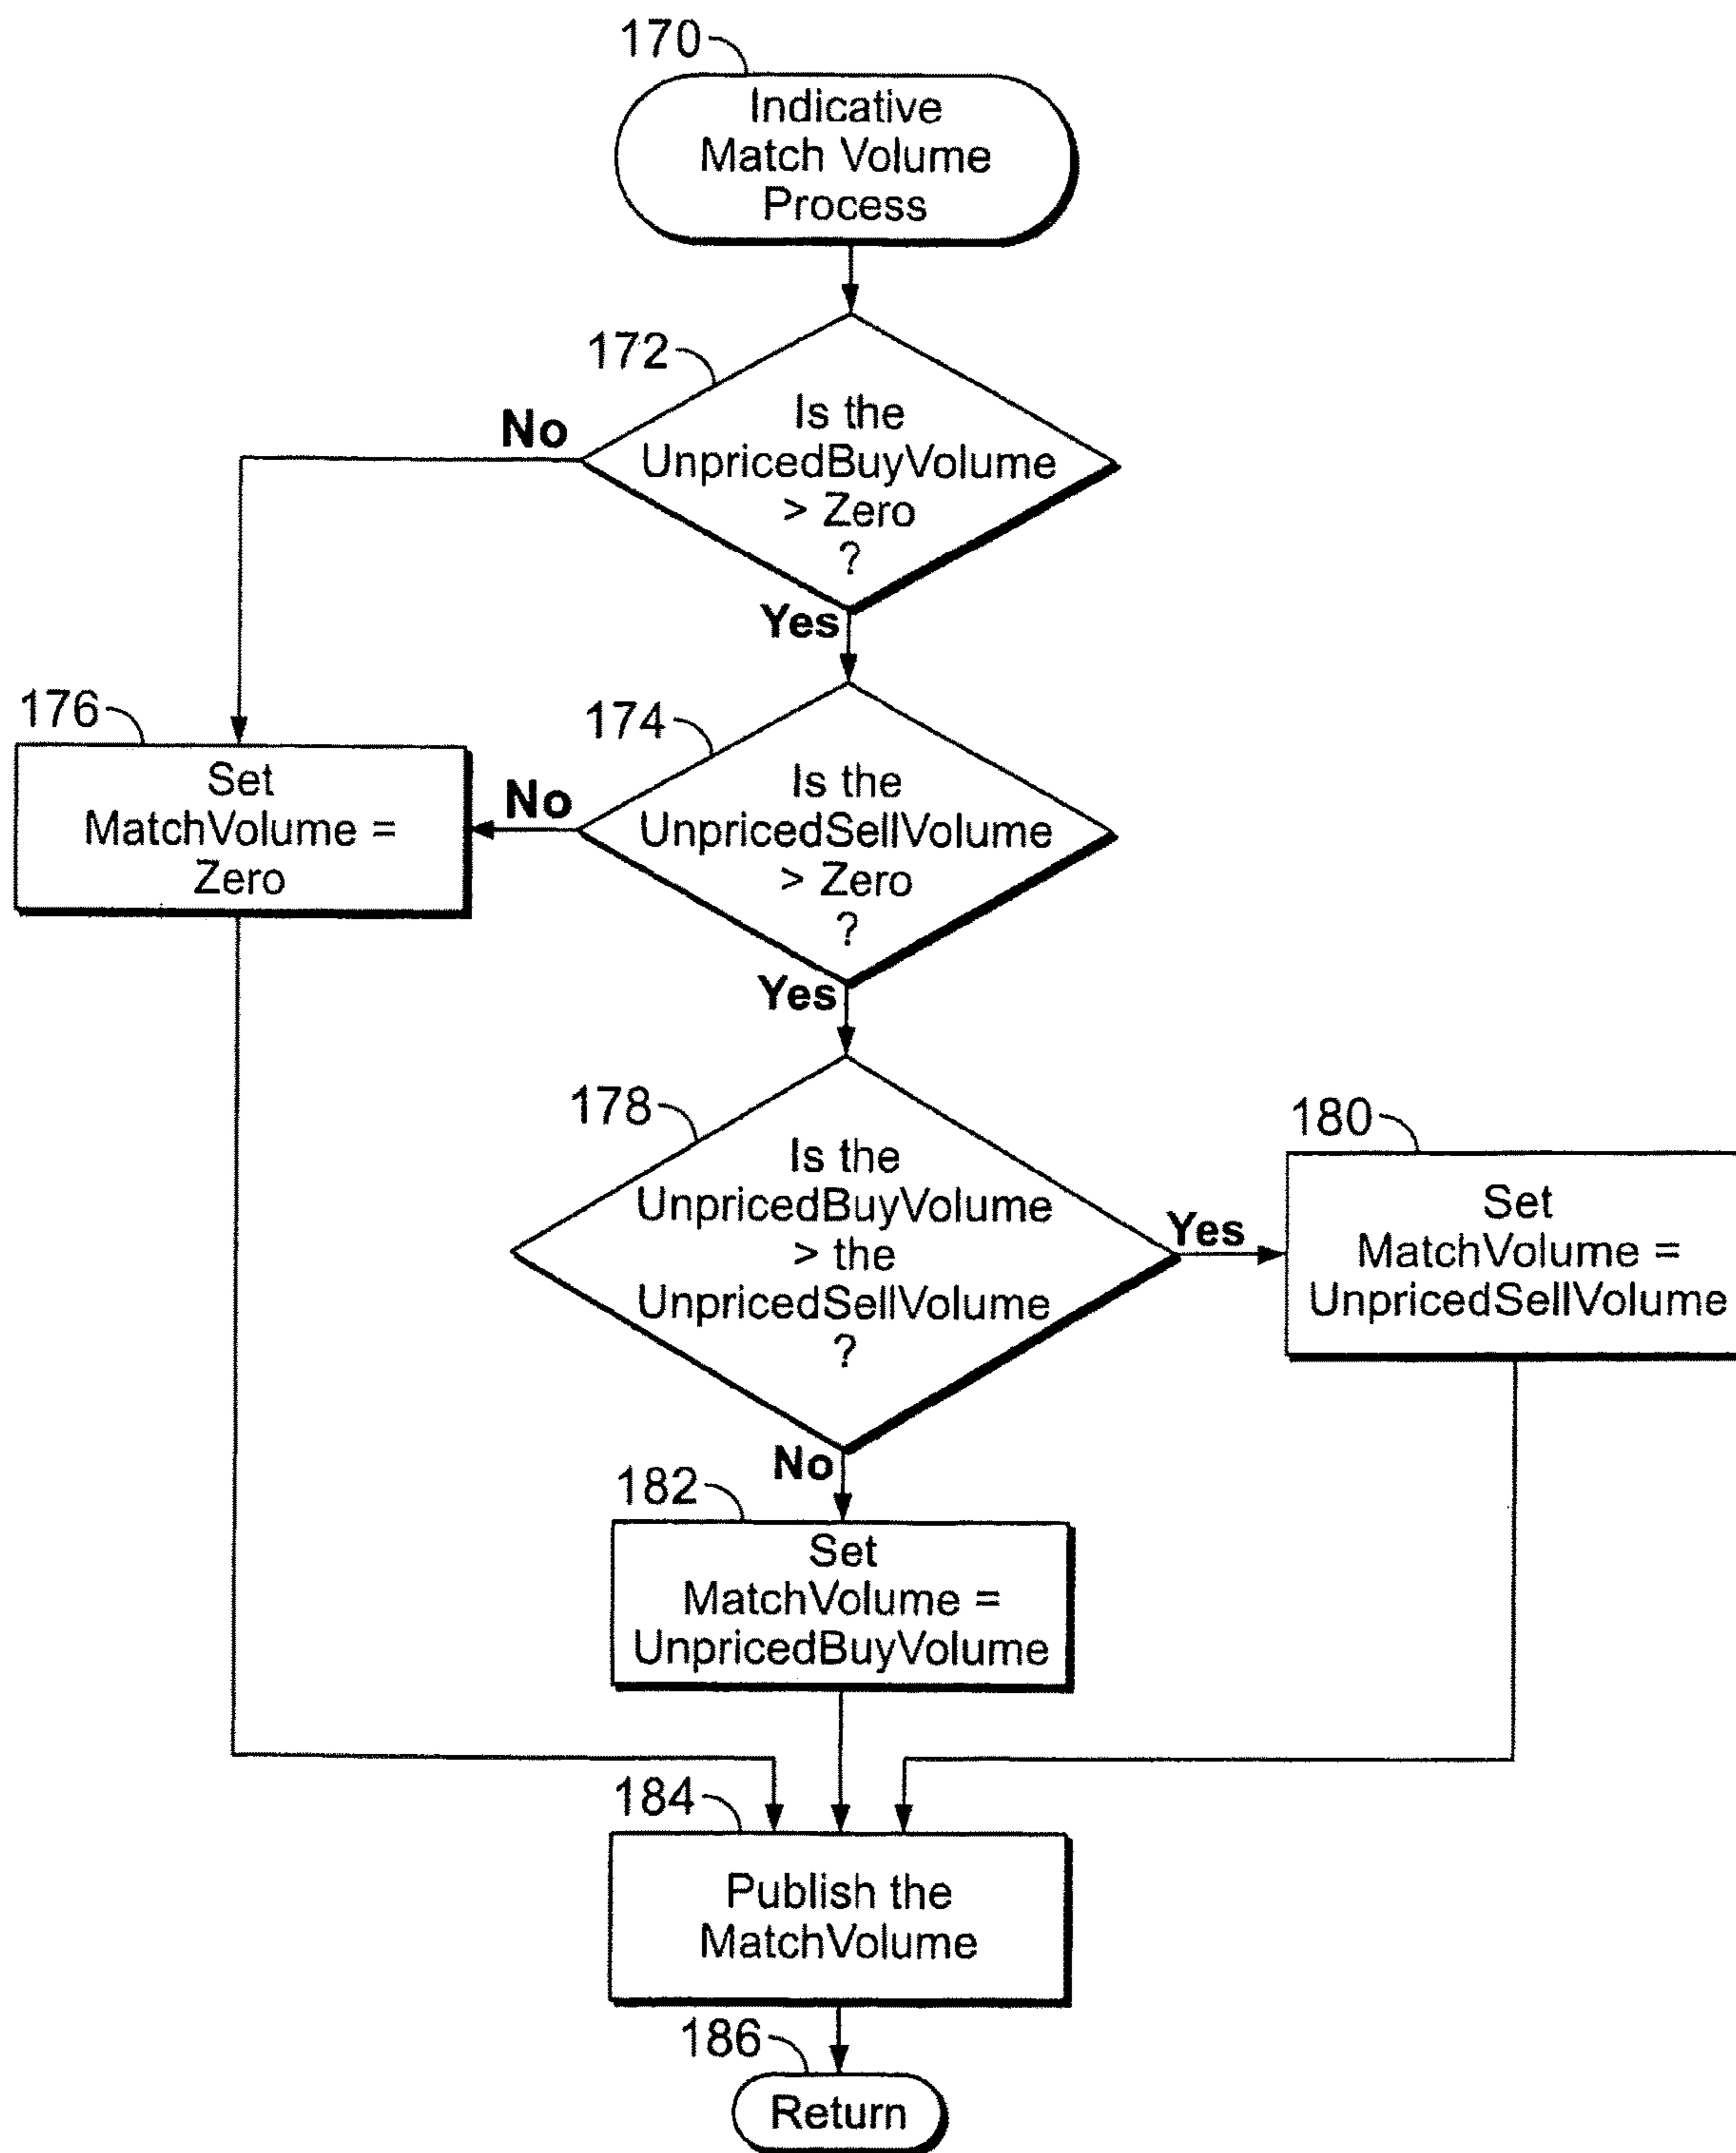 170
Indicative
Match Volume
Process
172
Is the
UnpricedBuyVolume
> Zero
?
No
Yes
174
Is the
UnpricedSellVolume
> Zero
?
No
176
Set
MatchVolume =
Zero
Yes
178
Is the
UnpricedBuyVolume
> the
UnpricedSellVolume
?
Yes
180
Set
MatchVolume =
UnpricedSellVolume
No
182
Set
MatchVolume =
UnpricedBuyVolume
184
Publish the
MatchVolume
186
Return